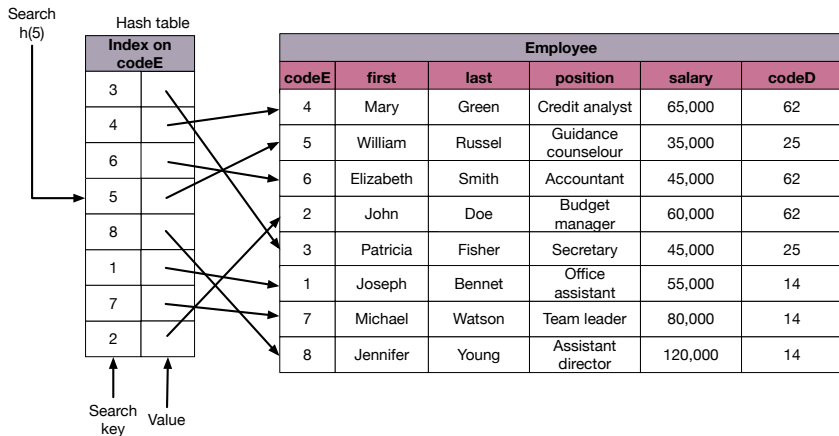 Search
h(5)
Hash table
Index on
codeE
3
4
6
5
8
1
7
2
Search
key
Value
Employee
codeE first last position salary codeD
4 Mary Green Credit analyst 65,000 62
5 William Russel Guidance
counselour 35,000 25
6 Elizabeth Smith Accountant 45,000 62
2 John Doe Budget
manager 60,000 62
3 Patricia Fisher Secretary 45,000 25
1 Joseph Bennet Office
assistant 55,000 14
7 Michael Watson Team leader 80,000 14
8 Jennifer Young Assistant
director 120,000 14